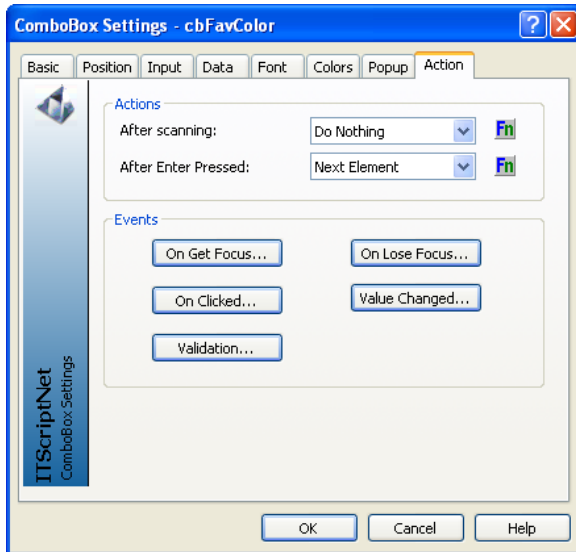 ComboBox Settings - cbFavColor
Basic Position Input Data Font Colors Popup Action
Actions
After scanning: Do Nothing Fn
After Enter Pressed: Next Element Fn
Events
On Get Focus... On Lose Focus...
On Clicked... Value Changed...
Validation...
ITScriptNet
ComboBox Settings
OK Cancel Help